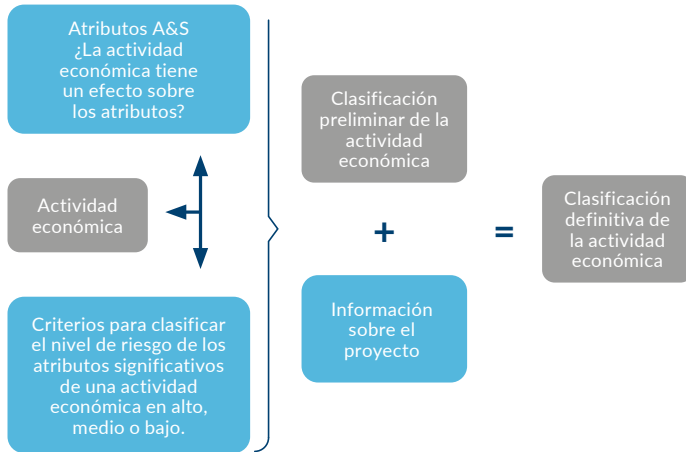 Atributos A&S
¿La actividad
económica tiene
un efecto sobre
los atributos?
Actividad
económica
Criterios para clasificar
el nivel de riesgo de los
atributos significativos
de una actividad
económica en alto,
medio o bajo.
Clasificación
preliminar de la
actividad
económica
+
Información
sobre el
proyecto
=
Clasificación
definitiva de
la actividad
económica